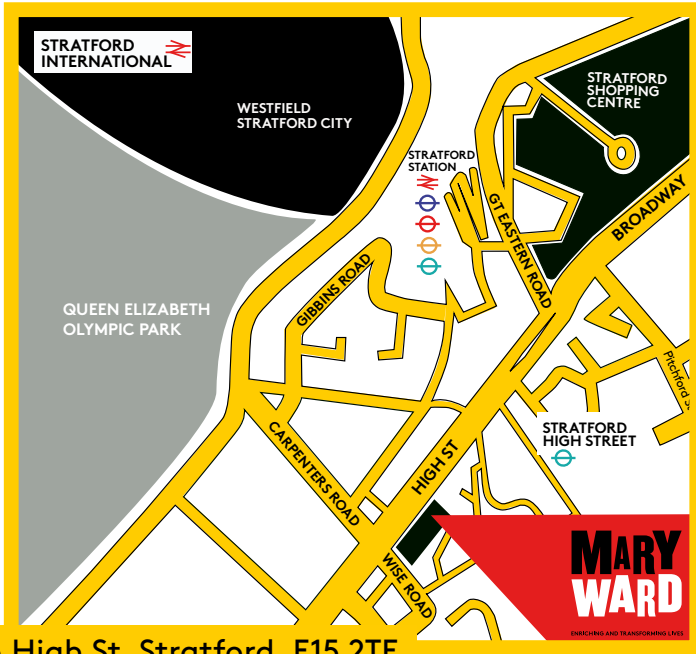 STRATFORD
INTERNATIONAL
WESTFIELD
STRATFORD CITY
STRATFORD
SHOPPING
CENTRE
STRATFORD
STATION
BROADWAY
GT EASTERN ROAD
GIBBINS ROAD
QUEEN ELIZABETH
OLYMPIC PARK
Pitchford
STRATFORD
HIGH STREET
CARPENTERS ROAD
HIGH ST
WISE ROAD
MARY
WARD
ENRICHING AND TRANSFORMING LIVES
High St, Stratford, E15 2TE